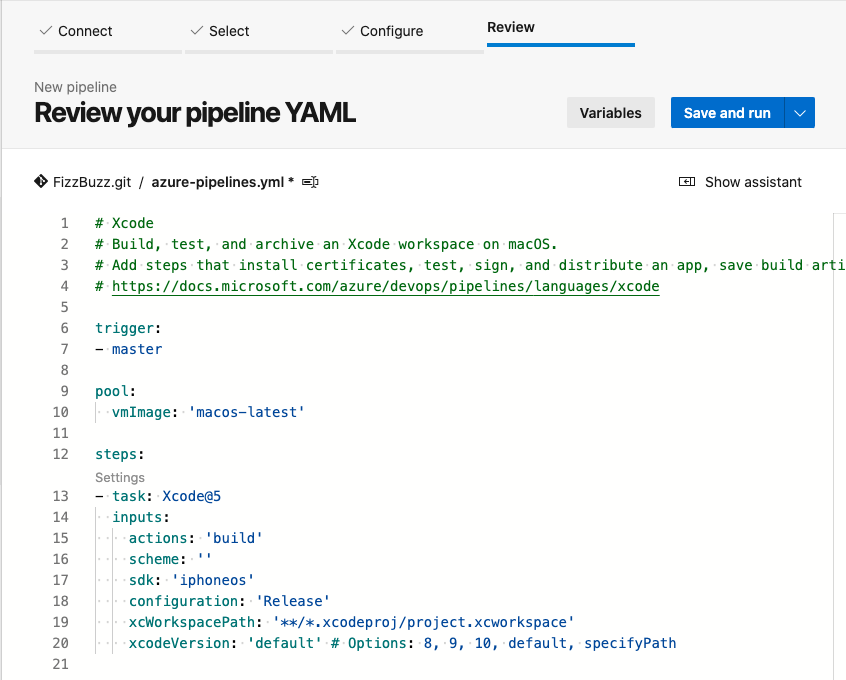 Connect Select Configure Review
New pipeline
Review your pipeline YAML
Variables Save and run
FizzBuzz.git / azure-pipelines.yml * Show assistant
1 # Xcode
2 # Build, test, and archive an Xcode workspace on macOS.
3 # Add steps that install certificates, test, sign, and distribute an app, save build arti
4 # https://docs.microsoft.com/azure/devops/pipelines/languages/xcode
5
6 trigger:
7 - master
8
9 pool:
10   vmImage: 'macos-latest'
11
12 steps:
Settings
13 - task: Xcode@5
14   inputs:
15     actions: 'build'
16     scheme: ''
17     sdk: 'iphoneos'
18     configuration: 'Release'
19     xcWorkspacePath: '**/*.xcodeproj/project.xcworkspace'
20     xcodeVersion: 'default' # Options: 8, 9, 10, default, specifyPath
21